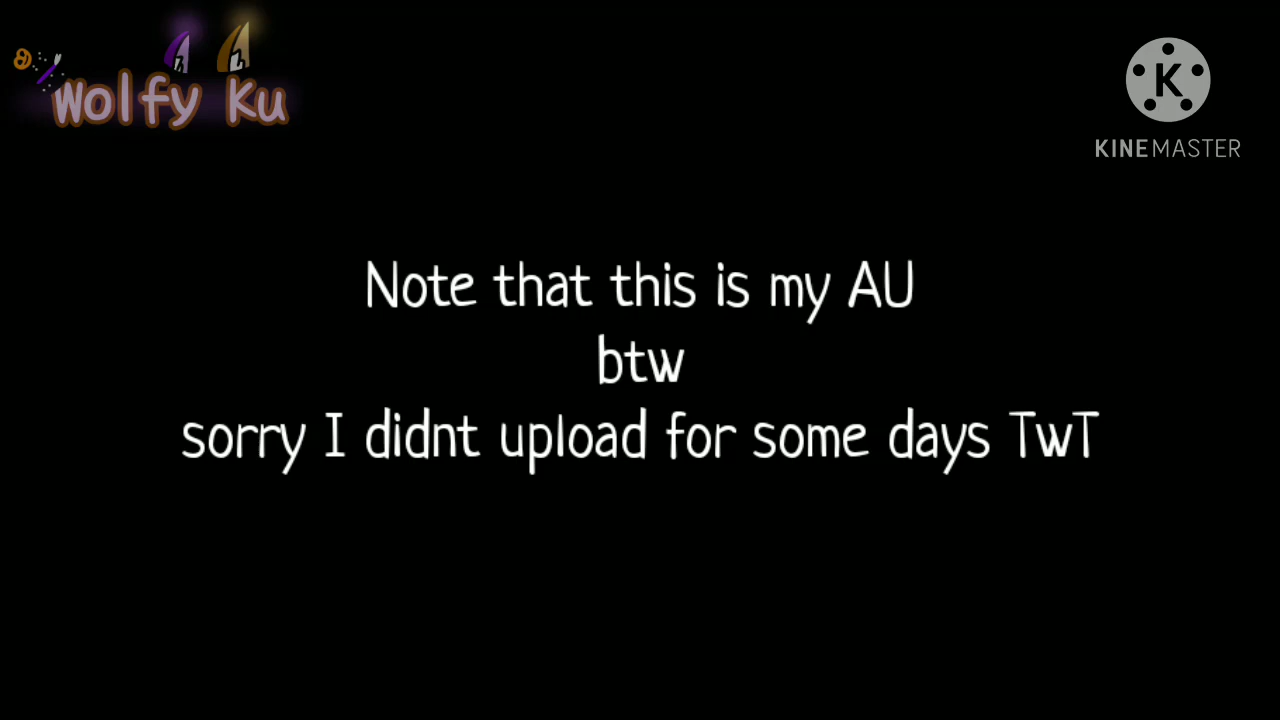 Wolfy Ku
K
KINEMASTER
Note that this is my AU
btw
sorry I didnt upload for some days TwT